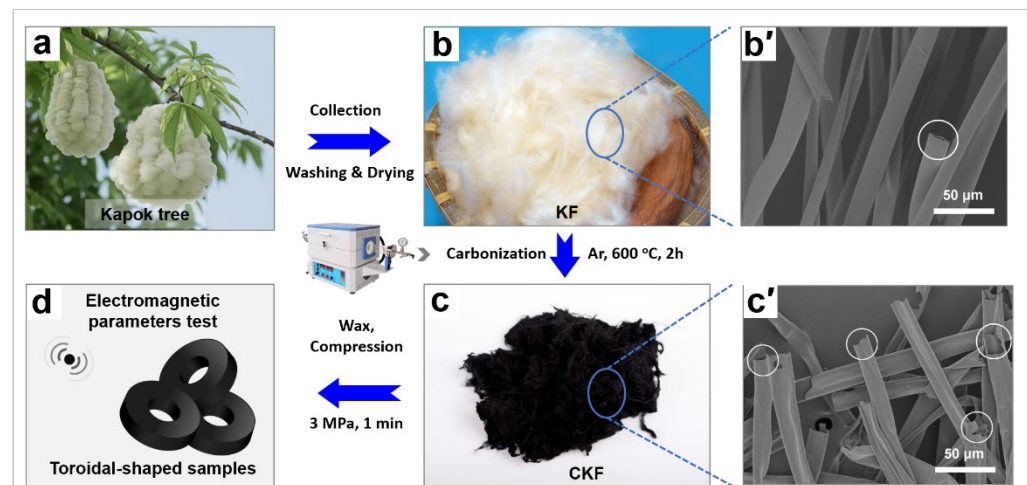 a
Kapok tree
Collection
Washing & Drying
b
KF
b′
50 μm
Carbonization
Ar, 600 °C, 2h
c
CKF
c′
50 μm
Wax,
Compression
3 MPa, 1 min
d
Electromagnetic
parameters test
Toroidal-shaped samples